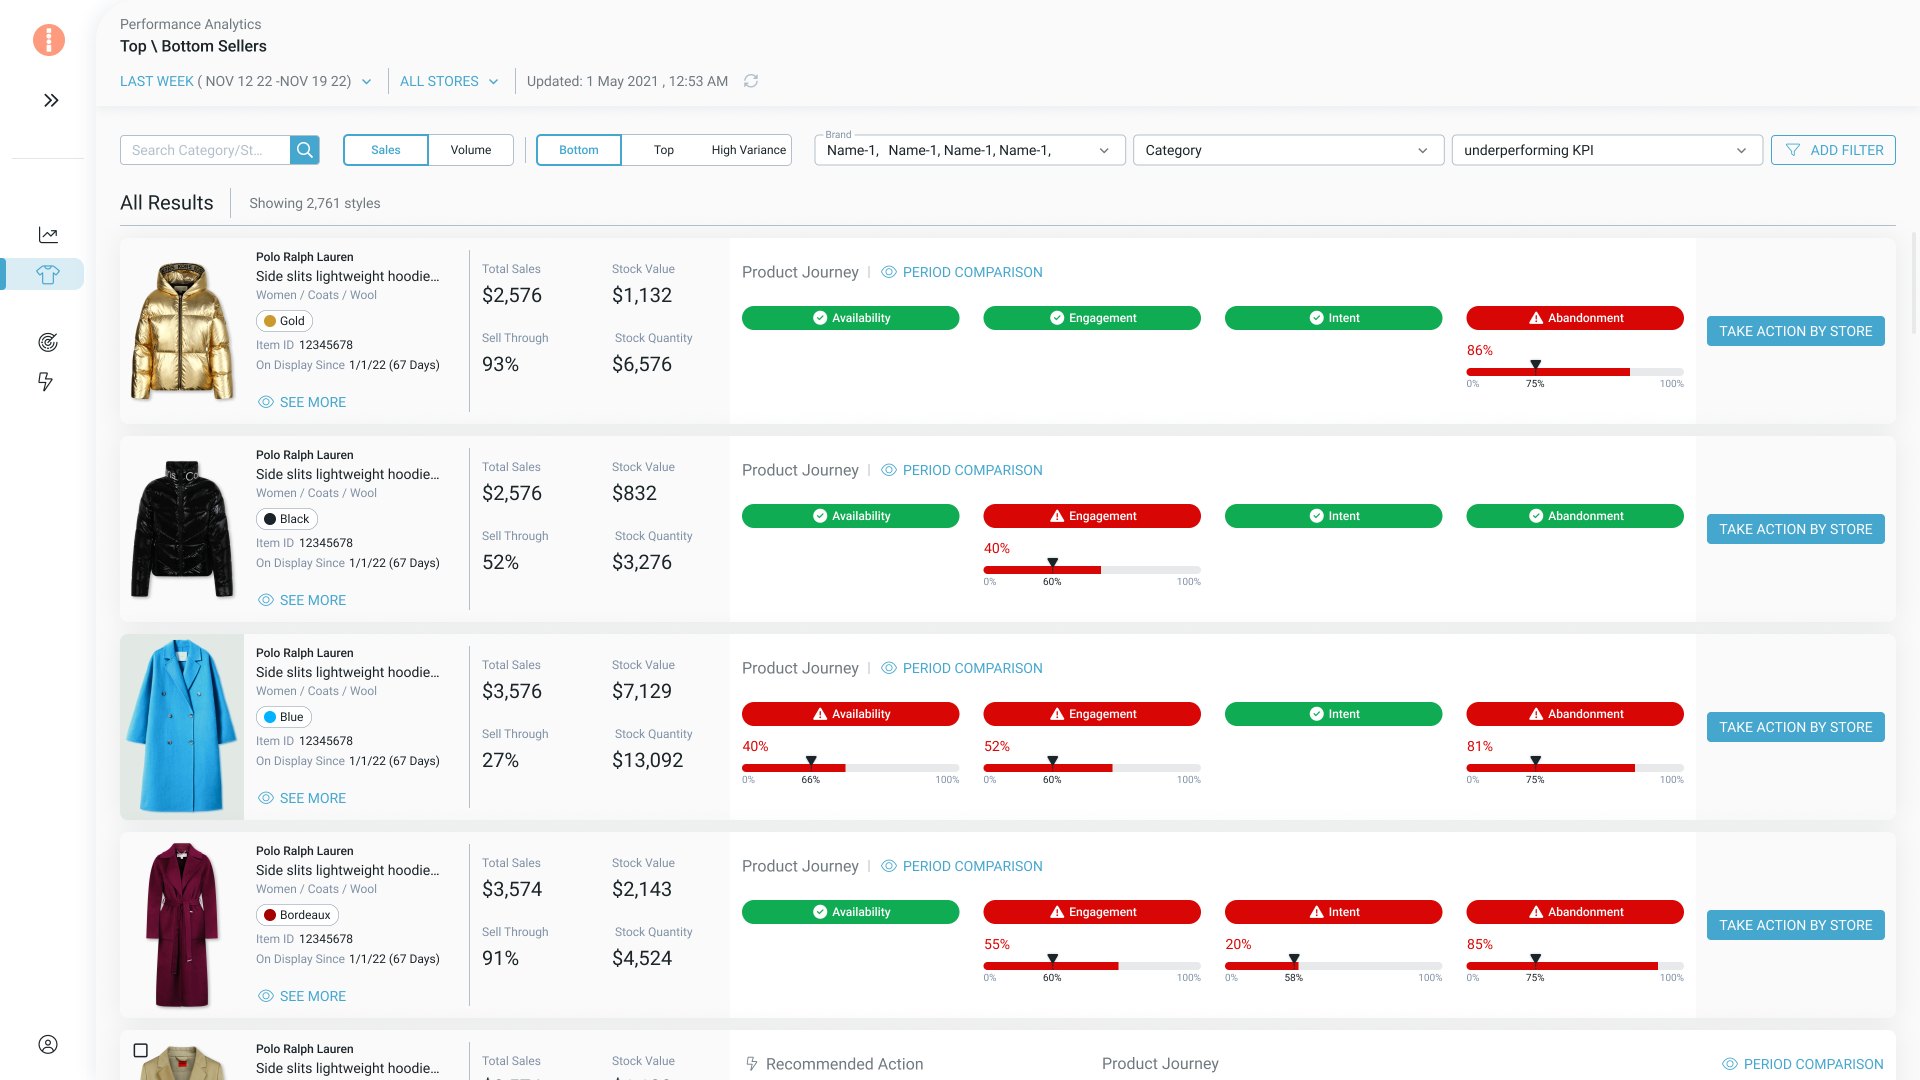 Performance Analytics
Top \ Bottom Sellers
LAST WEEK ( NOV 12 22 -NOV 19 22) ALL STORES Updated: 1 May 2021 , 12:53 AM
Search Category/St... Sales Volume Bottom Top High Variance Brand Name-1, Name-1, Name-1, Name-1, Category underperforming KPI ADD FILTER
All Results Showing 2,761 styles
Polo Ralph Lauren
Side slits lightweight hoodie...
Women / Coats / Wool
Gold
Item ID 12345678
On Display Since 1/1/22 (67 Days)
SEE MORE
Total Sales Stock Value
$2,576 $1,132
Sell Through Stock Quantity
93% $6,576
Product Journey PERIOD COMPARISON
Availability Engagement Intent Abandonment
86%
0% 75% 100%
TAKE ACTION BY STORE
Polo Ralph Lauren
Side slits lightweight hoodie...
Women / Coats / Wool
Black
Item ID 12345678
On Display Since 1/1/22 (67 Days)
SEE MORE
Total Sales Stock Value
$2,576 $832
Sell Through Stock Quantity
52% $3,276
Product Journey PERIOD COMPARISON
Availability Engagement Intent Abandonment
40%
0% 60% 100%
TAKE ACTION BY STORE
Polo Ralph Lauren
Side slits lightweight hoodie...
Women / Coats / Wool
Blue
Item ID 12345678
On Display Since 1/1/22 (67 Days)
SEE MORE
Total Sales Stock Value
$3,576 $7,129
Sell Through Stock Quantity
27% $13,092
Product Journey PERIOD COMPARISON
Availability Engagement Intent Abandonment
40% 52% 81%
0% 66% 100% 0% 60% 100% 0% 75% 100%
TAKE ACTION BY STORE
Polo Ralph Lauren
Side slits lightweight hoodie...
Women / Coats / Wool
Bordeaux
Item ID 12345678
On Display Since 1/1/22 (67 Days)
SEE MORE
Total Sales Stock Value
$3,574 $2,143
Sell Through Stock Quantity
91% $4,524
Product Journey PERIOD COMPARISON
Availability Engagement Intent Abandonment
55% 20% 85%
0% 60% 100% 0% 58% 100% 0% 75% 100%
TAKE ACTION BY STORE
Polo Ralph Lauren
Side slits lightweight hoodie...
Total Sales Stock Value
Recommended Action Product Journey PERIOD COMPARISON